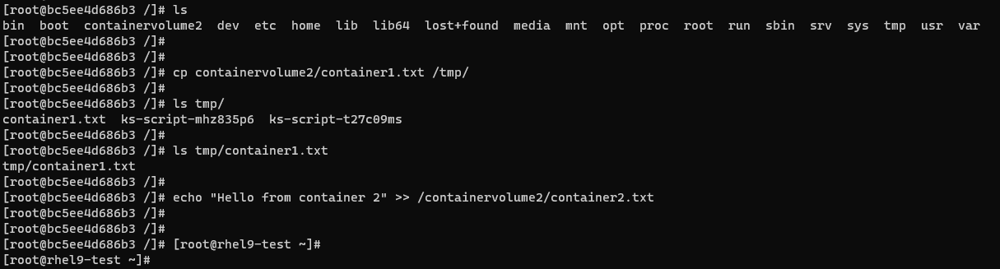 [root@bc5ee4d686b3 /]# ls
bin  boot  containervolume2  dev  etc  home  lib  lib64  lost+found  media  mnt  opt  proc  root  run  sbin  srv  sys  tmp  usr  var
[root@bc5ee4d686b3 /]#
[root@bc5ee4d686b3 /]#
[root@bc5ee4d686b3 /]# cp containervolume2/container1.txt /tmp/
[root@bc5ee4d686b3 /]#
[root@bc5ee4d686b3 /]# ls tmp/
container1.txt  ks-script-mhz835p6  ks-script-t27c09ms
[root@bc5ee4d686b3 /]#
[root@bc5ee4d686b3 /]# ls tmp/container1.txt
tmp/container1.txt
[root@bc5ee4d686b3 /]#
[root@bc5ee4d686b3 /]# echo "Hello from container 2" >> /containervolume2/container2.txt
[root@bc5ee4d686b3 /]#
[root@bc5ee4d686b3 /]#
[root@bc5ee4d686b3 /]# [root@rhel9-test ~]#
[root@rhel9-test ~]#